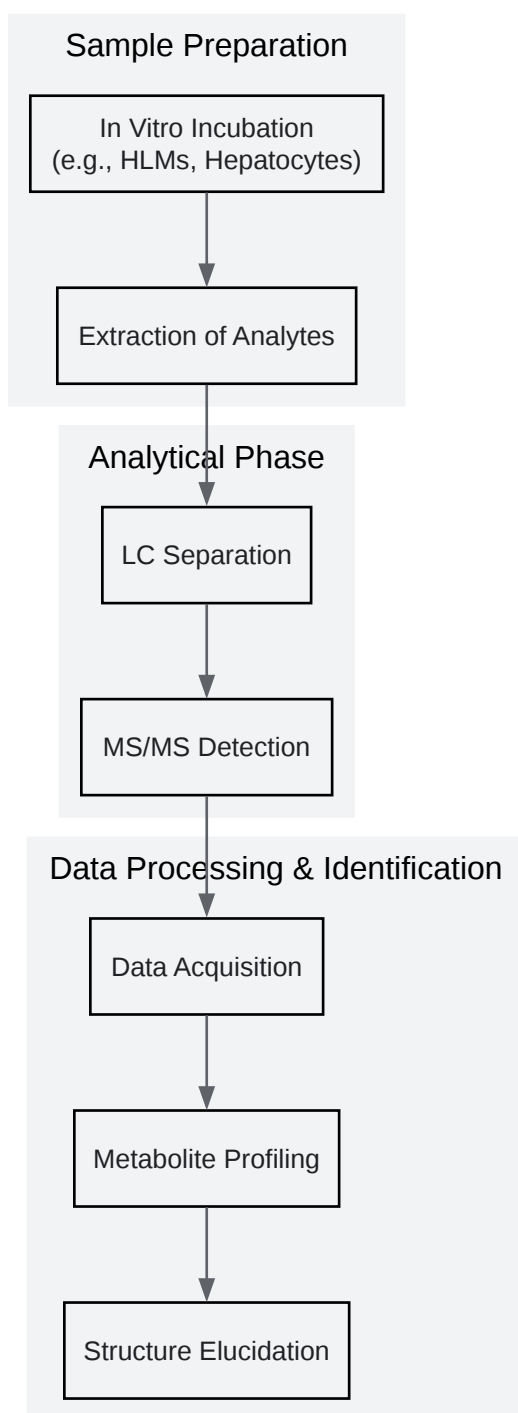 Sample Preparation
In Vitro Incubation
(e.g., HLMs, Hepatocytes)
Extraction of Analytes
Analytical Phase
LC Separation
MS/MS Detection
Data Processing & Identification
Data Acquisition
Metabolite Profiling
Structure Elucidation